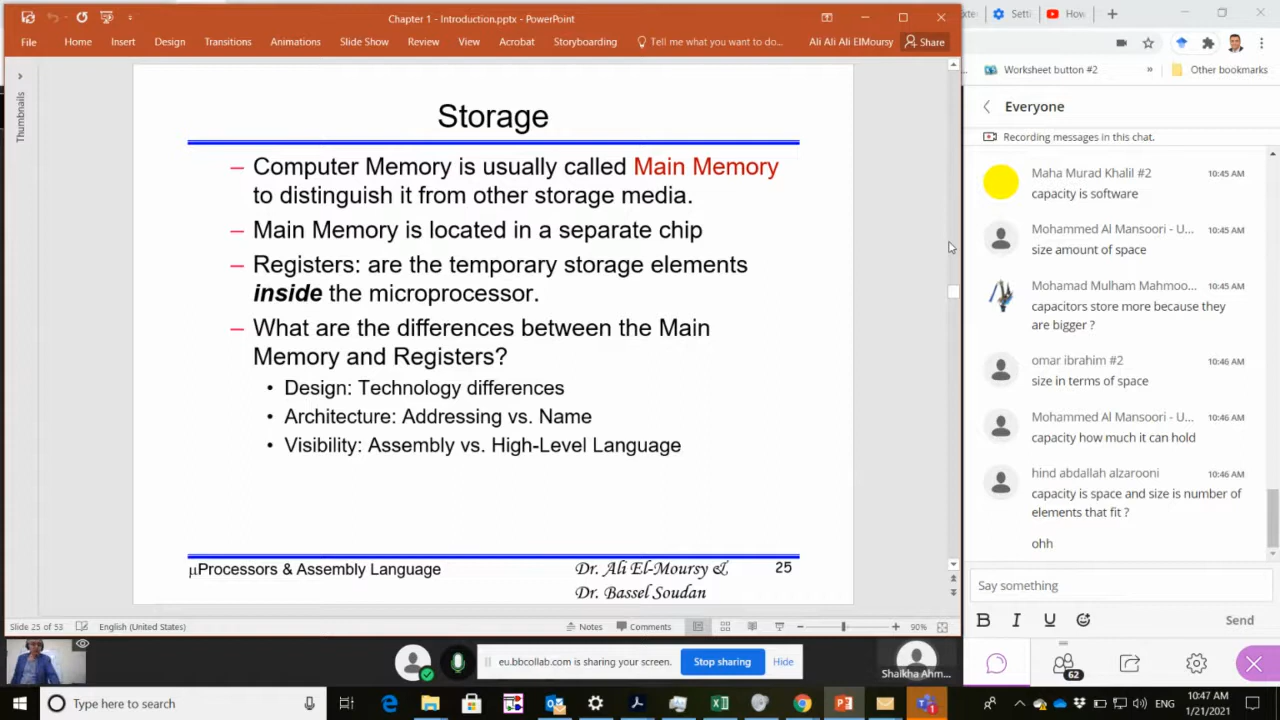 Chapter 1 - Introduction.pptx - PowerPoint
File Home Insert Design Transitions Animations Slide Show Review View Acrobat Storyboarding Tell me what you want to do... Ali Ali Ali ElMoursy Share
Thumbnails
Storage
– Computer Memory is usually called Main Memory
to distinguish it from other storage media.
– Main Memory is located in a separate chip
– Registers: are the temporary storage elements
inside the microprocessor.
– What are the differences between the Main
Memory and Registers?
• Design: Technology differences
• Architecture: Addressing vs. Name
• Visibility: Assembly vs. High-Level Language
µProcessors & Assembly Language
Dr. Ali El-Moursy &
Dr. Bassel Soudan
25
Slide 25 of 53 English (United States) Notes Comments 90%
Setti How
Worksheet button #2 » Other bookmarks
Everyone
Recording messages in this chat.
Maha Murad Khalil #2 10:45 AM
capacity is software
Mohammed Al Mansoori - U... 10:45 AM
size amount of space
Mohamad Mulham Mahmoo... 10:45 AM
capacitors store more because they
are bigger ?
omar ibrahim #2 10:46 AM
size in terms of space
Mohammed Al Mansoori - U... 10:46 AM
capacity how much it can hold
hind abdallah alzarooni 10:46 AM
capacity is space and size is number of
elements that fit ?
ohh
Say something
B I U Send
62
eu.bbcollab.com is sharing your screen. Stop sharing Hide
Shaikha Ahm...
Type here to search
ENG
10:47 AM
1/21/2021